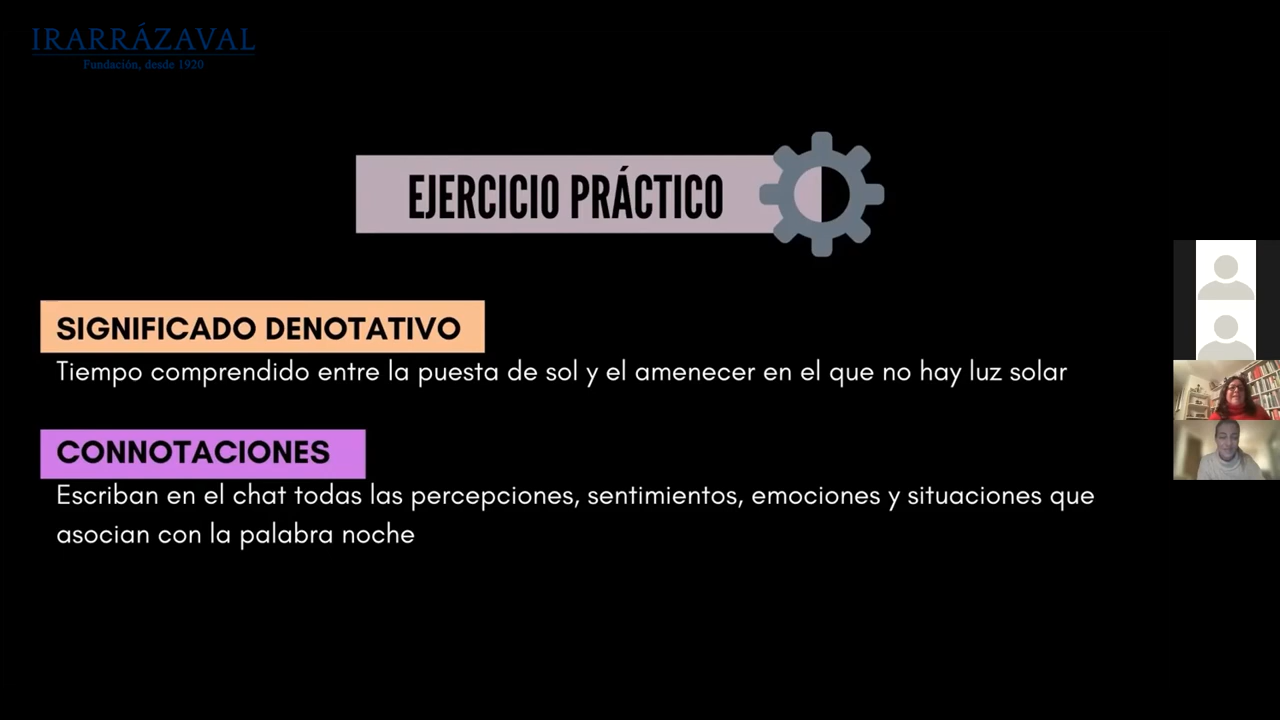 IRARRÁZAVAL
Fundación, desde 1920
EJERCICIO PRÁCTICO
SIGNIFICADO DENOTATIVO
Tiempo comprendido entre la puesta de sol y el amenecer en el que no hay luz solar
CONNOTACIONES
Escriban en el chat todas las percepciones, sentimientos, emociones y situaciones que
asocian con la palabra noche